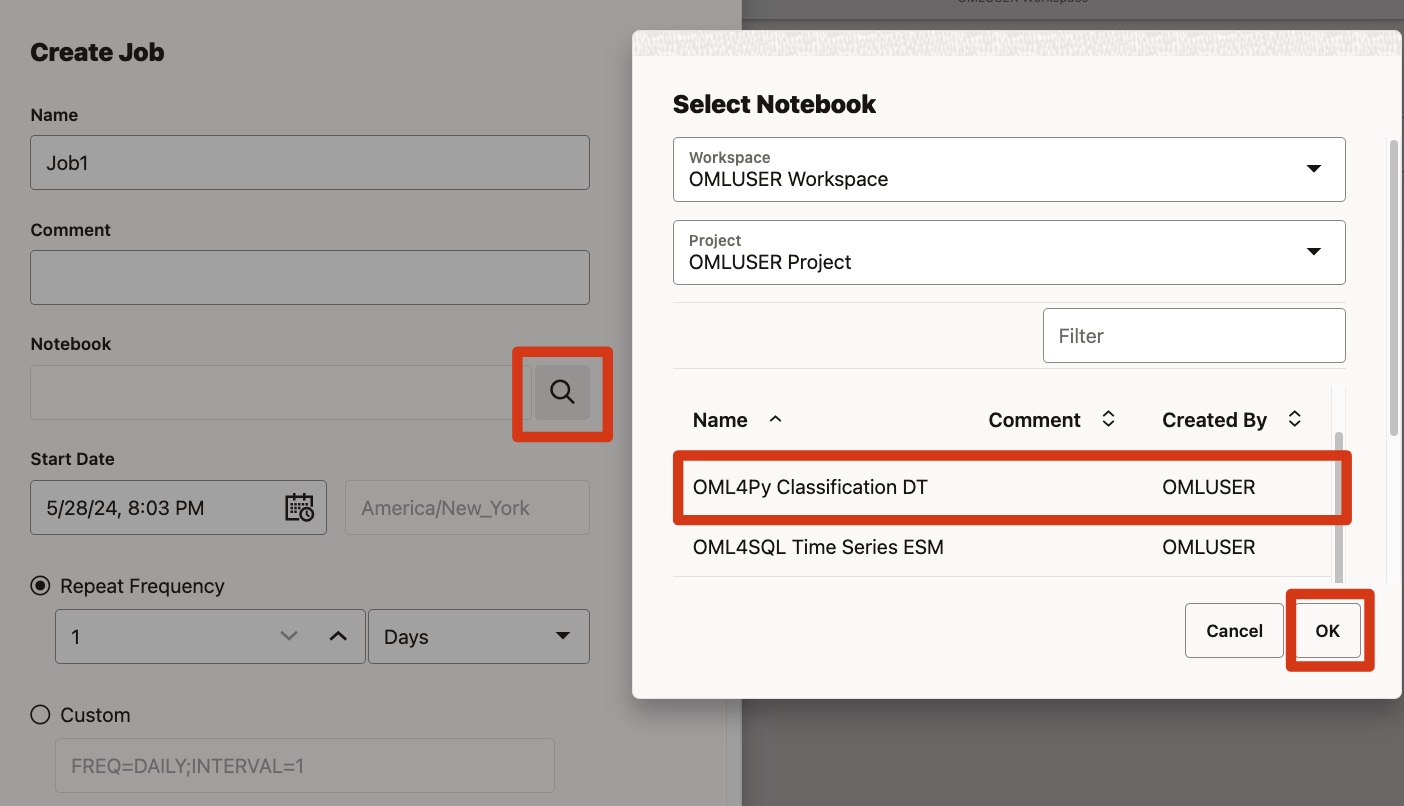 Create Job
Name
Job1
Comment
Notebook
Start Date
5/28/24, 8:03 PM
America/New_York
Repeat Frequency
1
Days
Custom
FREQ=DAILY;INTERVAL=1
Select Notebook
Workspace
OMLUSER Workspace
Project
OMLUSER Project
Filter
Name Comment Created By
OML4Py Classification DT OMLUSER
OML4SQL Time Series ESM OMLUSER
Cancel OK